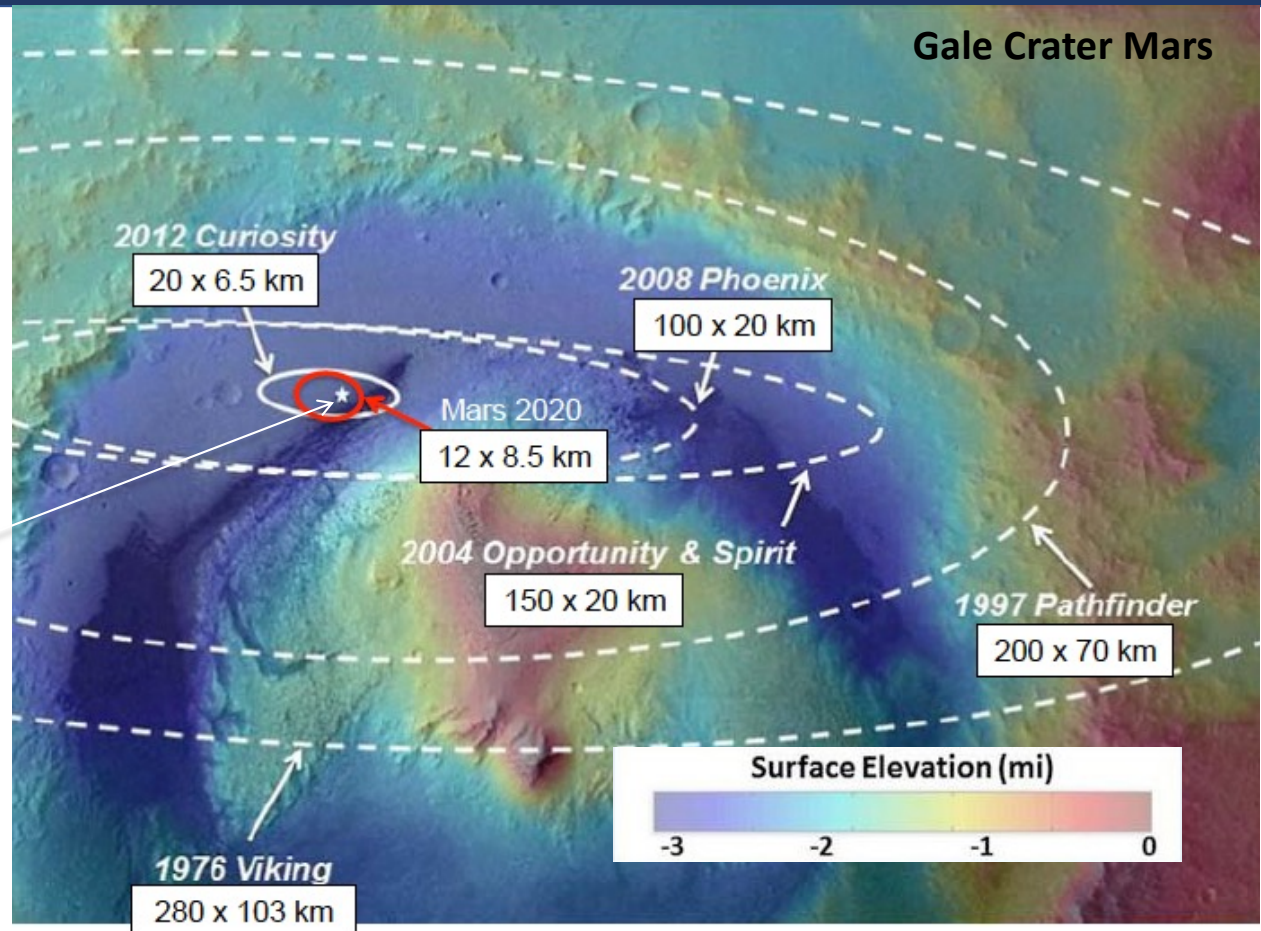 Gale Crater Mars
2012 Curiosity
20 x 6.5 km
2008 Phoenix
100 x 20 km
Mars 2020
12 x 8.5 km
2004 Opportunity & Spirit
150 x 20 km
1997 Pathfinder
200 x 70 km
Surface Elevation (mi)
-3 -2 -1 0
1976 Viking
280 x 103 km